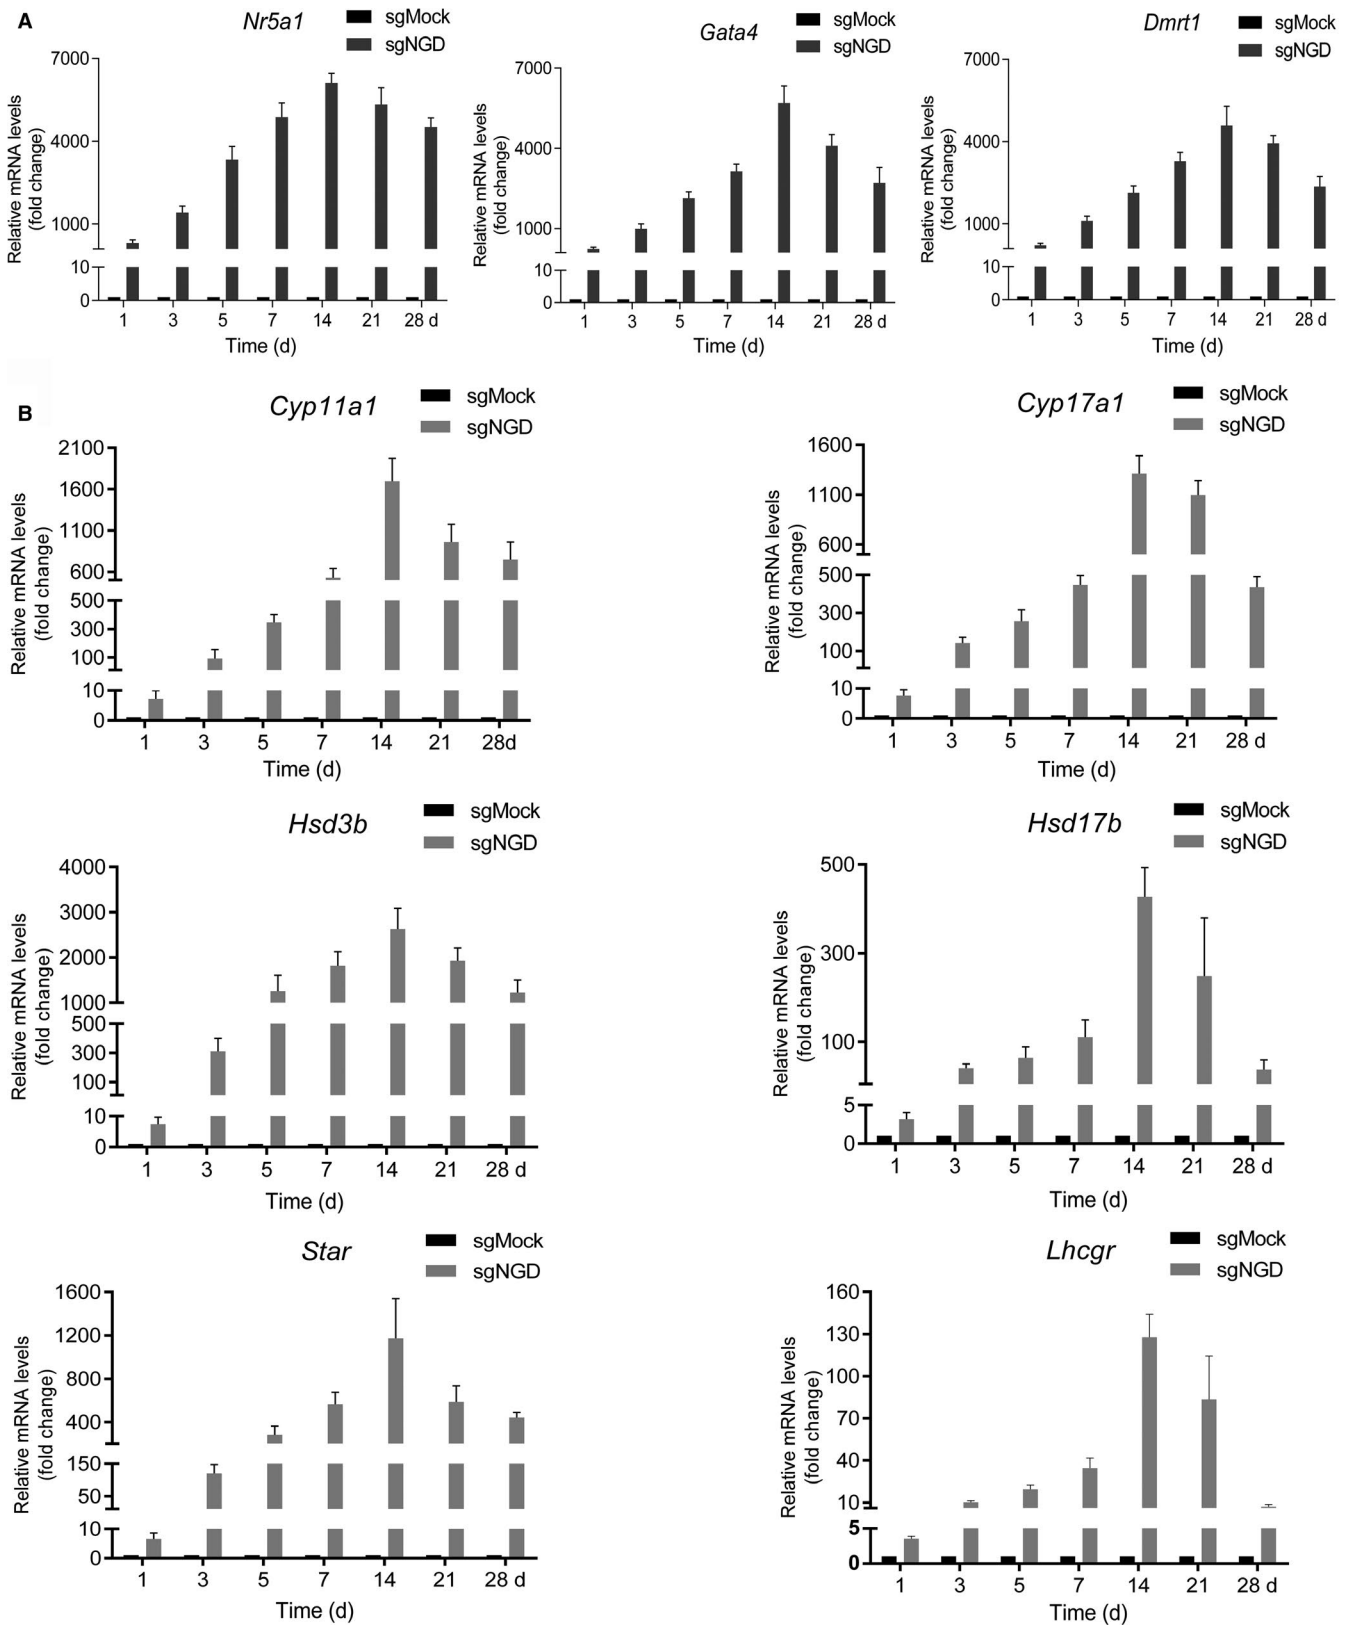 A
Nr5a1
sgMock
sgNGD
Relative mRNA levels
(fold change)
7000
4000
1000
10
0
1 3 5 7 14 21 28 d
Time (d)
Gata4
sgMock
sgNGD
Relative mRNA levels
(fold change)
7000
4000
1000
10
0
1 3 5 7 14 21 28 d
Time (d)
Dmrt1
sgMock
sgNGD
Relative mRNA levels
(fold change)
7000
4000
1000
10
0
1 3 5 7 14 21 28 d
Time (d)
B
Cyp11a1
sgMock
sgNGD
Relative mRNA levels
(fold change)
2100
1600
1100
600
500
300
100
10
0
1 3 5 7 14 21 28d
Time (d)
Cyp17a1
sgMock
sgNGD
Relative mRNA levels
(fold change)
1600
1100
600
500
300
100
10
0
1 3 5 7 14 21 28 d
Time (d)
Hsd3b
sgMock
sgNGD
Relative mRNA levels
(fold change)
4000
3000
2000
1000
500
300
100
10
0
1 3 5 7 14 21 28 d
Time (d)
Hsd17b
sgMock
sgNGD
Relative mRNA levels
(fold change)
500
300
100
5
0
1 3 5 7 14 21 28 d
Time (d)
Star
sgMock
sgNGD
Relative mRNA levels
(fold change)
1600
1200
800
400
150
50
10
0
1 3 5 7 14 21 28 d
Time (d)
Lhcgr
sgMock
sgNGD
Relative mRNA levels
(fold change)
160
130
100
70
40
10
5
0
1 3 5 7 14 21 28 d
Time (d)